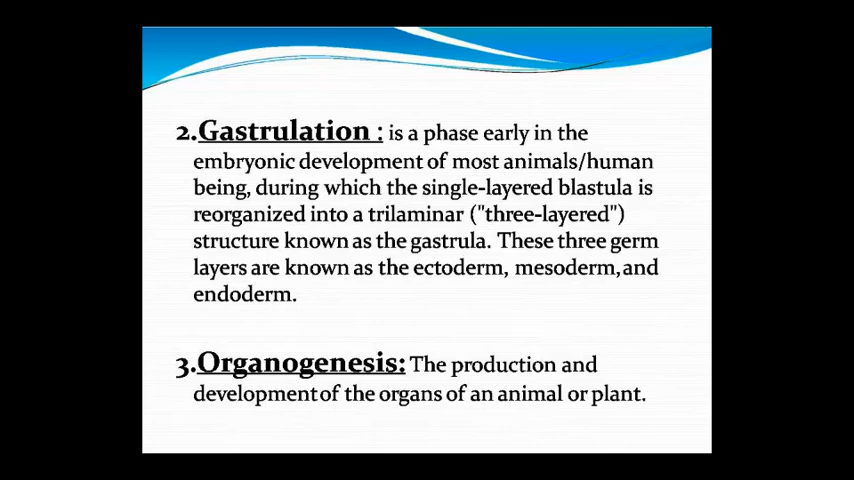 2.Gastrulation : is a phase early in the
embryonic development of most animals/human
being, during which the single-layered blastula is
reorganized into a trilaminar ("three-layered")
structure known as the gastrula. These three germ
layers are known as the ectoderm, mesoderm,and
endoderm.
3.Organogenesis: The production and
development of the organs of an animal or plant.